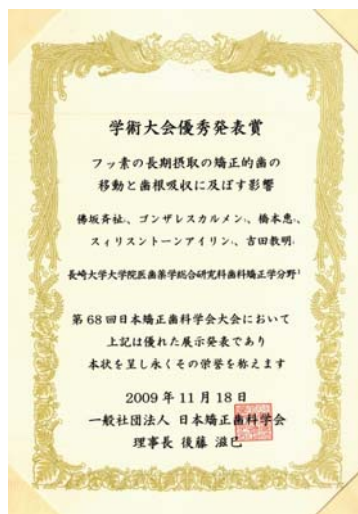 学術大会優秀発表賞
フッ素の長期摂取の矯正的歯の
移動と歯根吸収に及ぼす影響
佛坂斉祉、ゴンザレスカルメン、橋本恵、
スィリスントーンアイリン、吉田教明
長崎大学大学院医歯薬学総合研究科歯科矯正学分野¹
第68回日本矯正歯科学会大会において
上記は優れた展示発表であり
本状を呈し永くその栄誉を称えます
2009年11月18日
一般社団法人 日本矯正歯科学会
理事長 後藤 滋巳